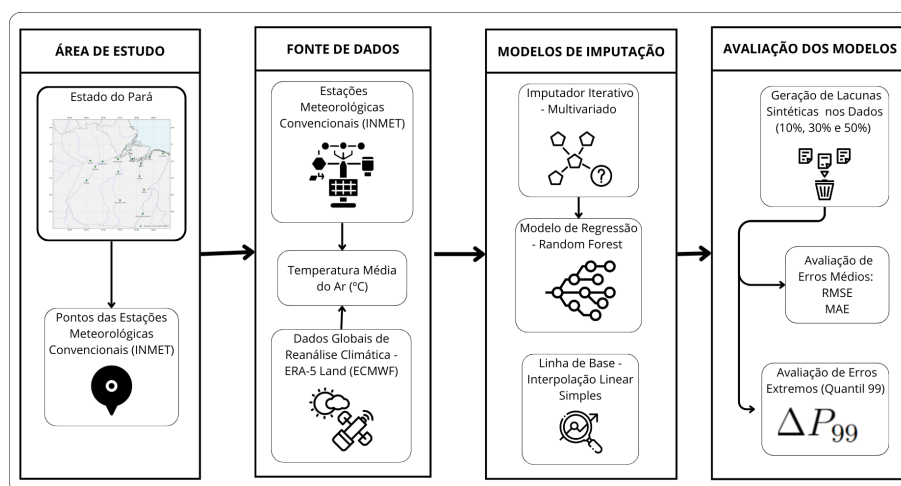 ÁREA DE ESTUDO
Estado do Pará
Pontos das Estações
Meteorológicas
Convencionais (INMET)
FONTE DE DADOS
Estações
Meteorológicas
Convencionais (INMET)
Temperatura Média
do Ar (ºC)
Dados Globais de
Reanálise Climática -
ERA-5 Land (ECMWF)
MODELOS DE IMPUTAÇÃO
Imputador Iterativo
- Multivariado
?
Modelo de Regressão
- Random Forest
Linha de Base -
Interpolação Linear
Simples
AVALIAÇÃO DOS MODELOS
Geração de Lacunas
Sintéticas nos Dados
(10%, 30% e 50%)
Avaliação de
Erros Médios:
RMSE
MAE
Avaliação de Erros
Extremos (Quantil 99)
ΔP99